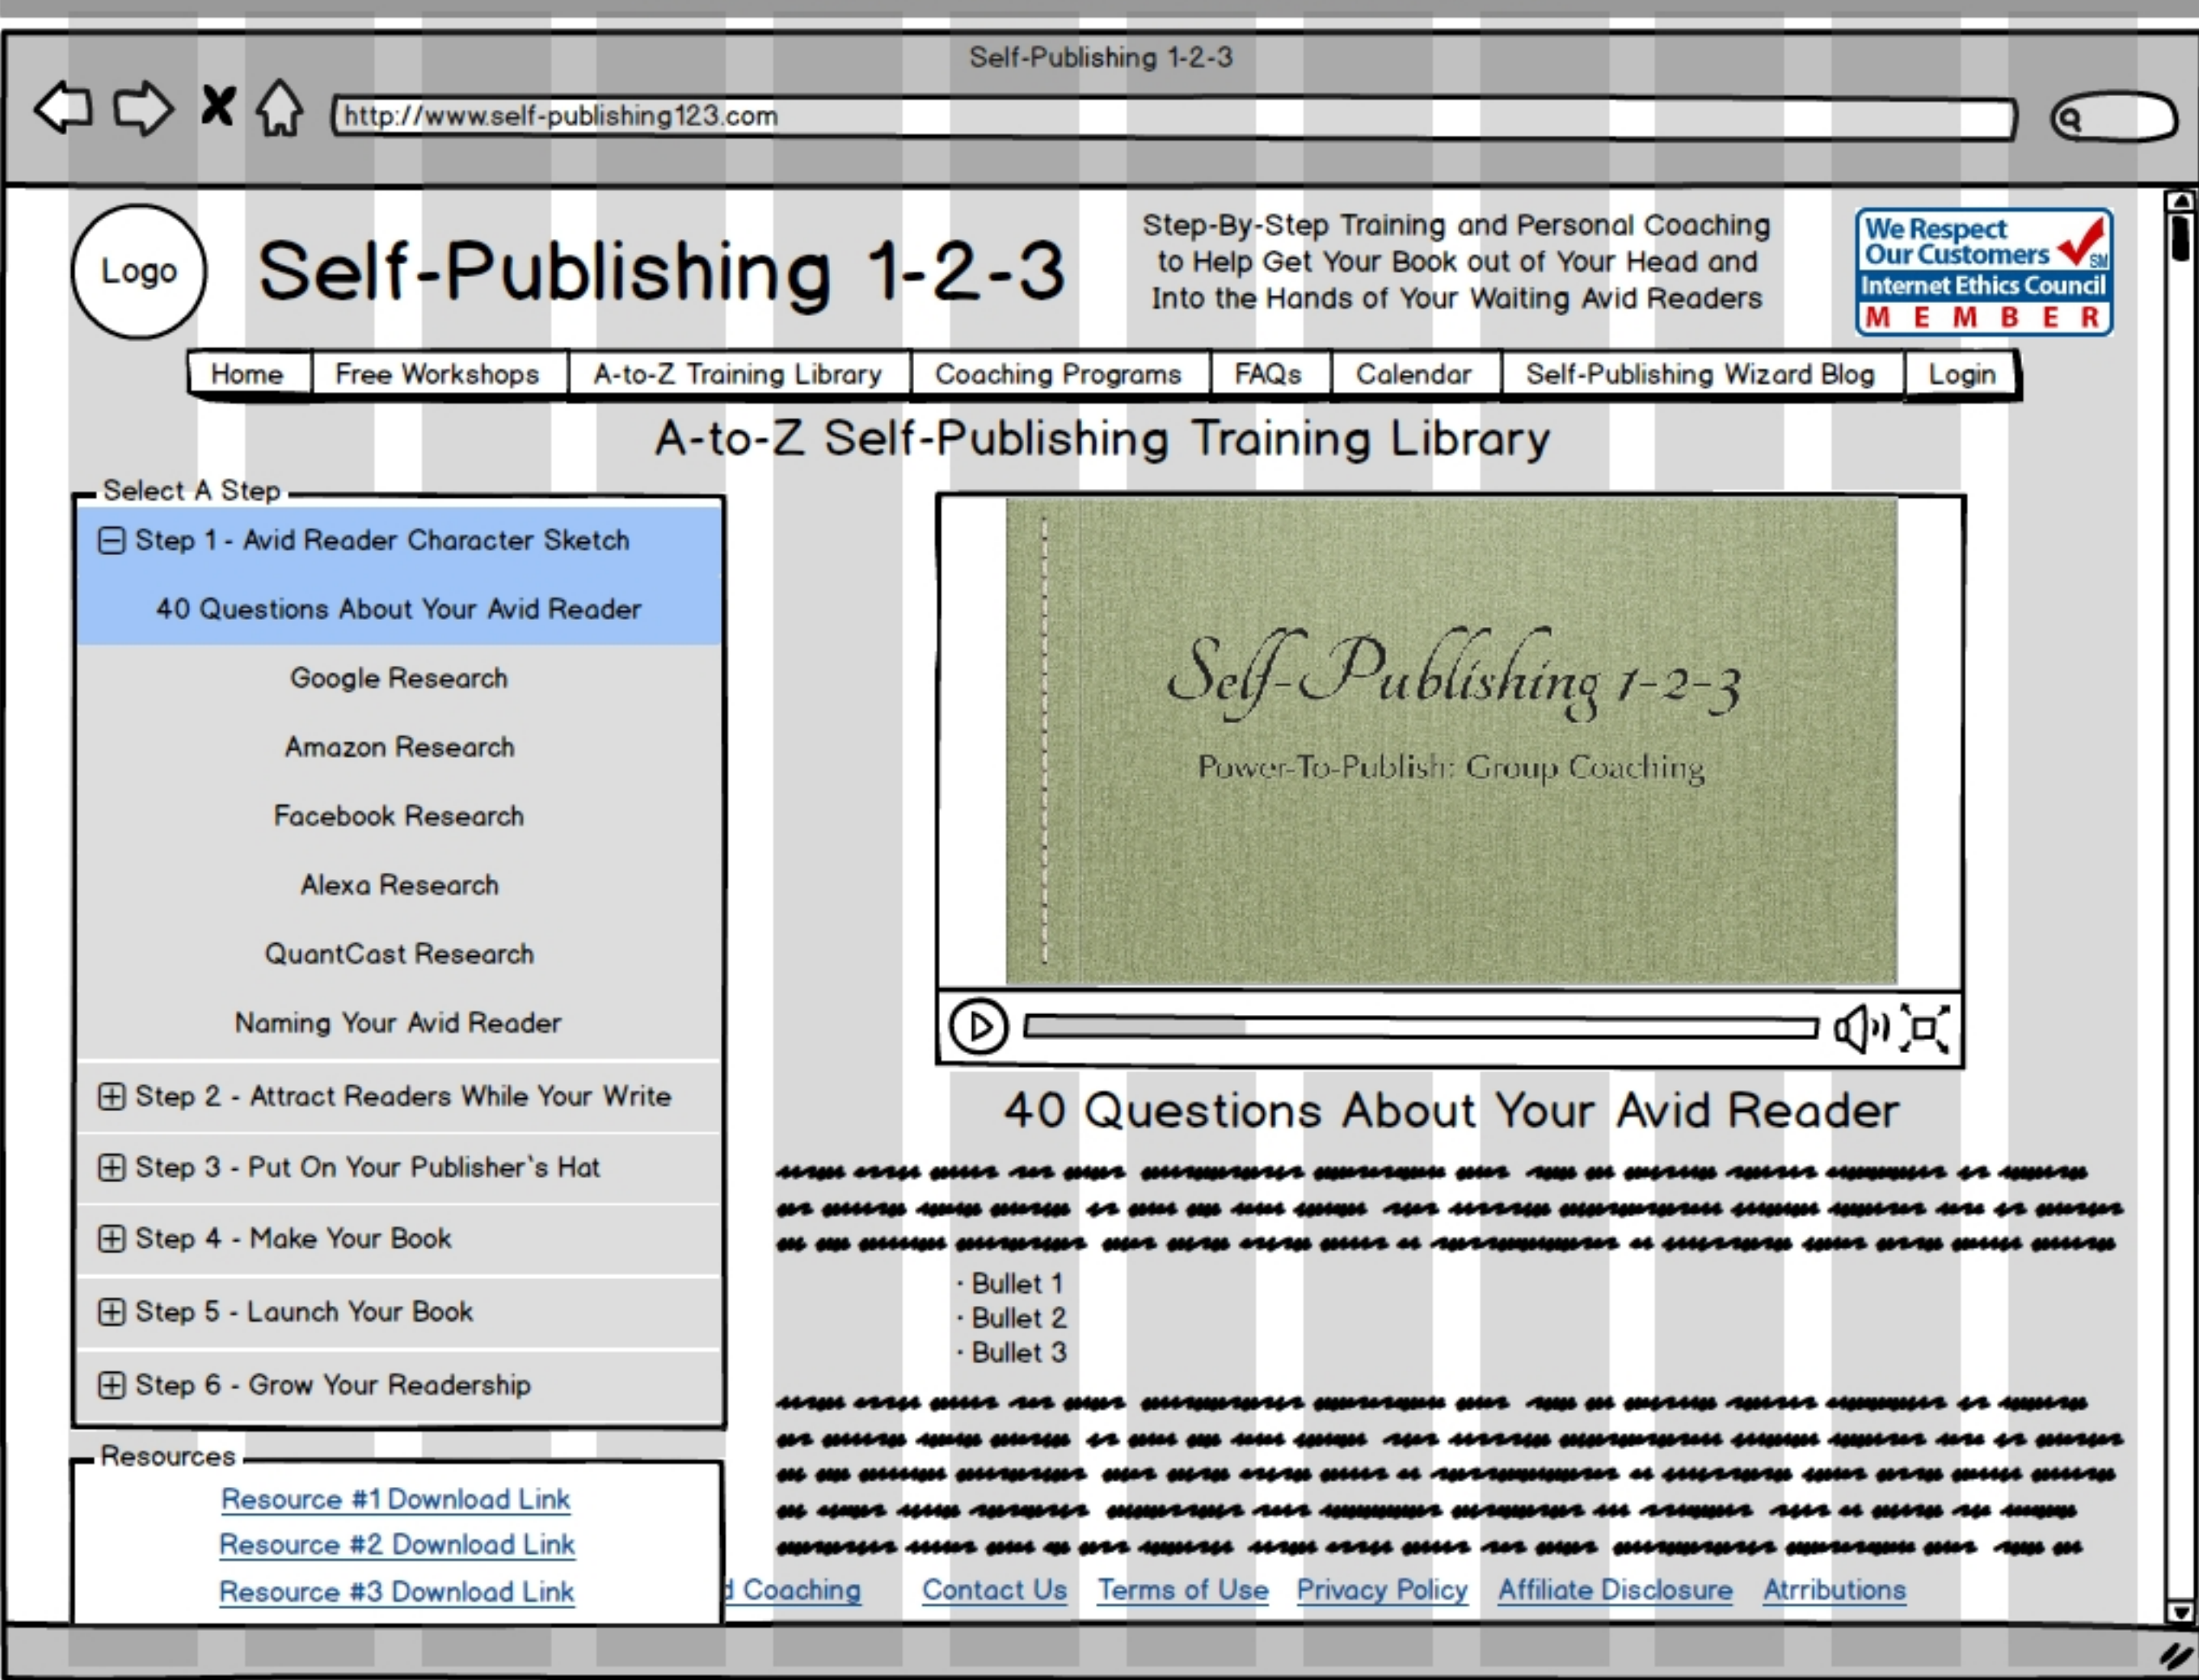 Self-Publishing 1-2-3
http://www.self-publishing123.com
Logo
Self-Publishing 1-2-3
Step-By-Step Training and Personal Coaching
to Help Get Your Book out of Your Head and
Into the Hands of Your Waiting Avid Readers
We Respect
Our Customers
SM
Internet Ethics Council
MEMBER
Home
Free Workshops
A-to-Z Training Library
Coaching Programs
FAQs
Calendar
Self-Publishing Wizard Blog
Login
A-to-Z Self-Publishing Training Library
Select A Step
Step 1 - Avid Reader Character Sketch
40 Questions About Your Avid Reader
Google Research
Amazon Research
Facebook Research
Alexa Research
QuantCast Research
Naming Your Avid Reader
Step 2 - Attract Readers While Your Write
Step 3 - Put On Your Publisher`s Hat
Step 4 - Make Your Book
Step 5 - Launch Your Book
Step 6 - Grow Your Readership
Resources
Resource #1 Download Link
Resource #2 Download Link
Resource #3 Download Link
Self-Publishing 1-2-3
Power-To-Publish: Group Coaching
40 Questions About Your Avid Reader
· Bullet 1
· Bullet 2
· Bullet 3
Coaching
Contact Us
Terms of Use
Privacy Policy
Affiliate Disclosure
Atrributions